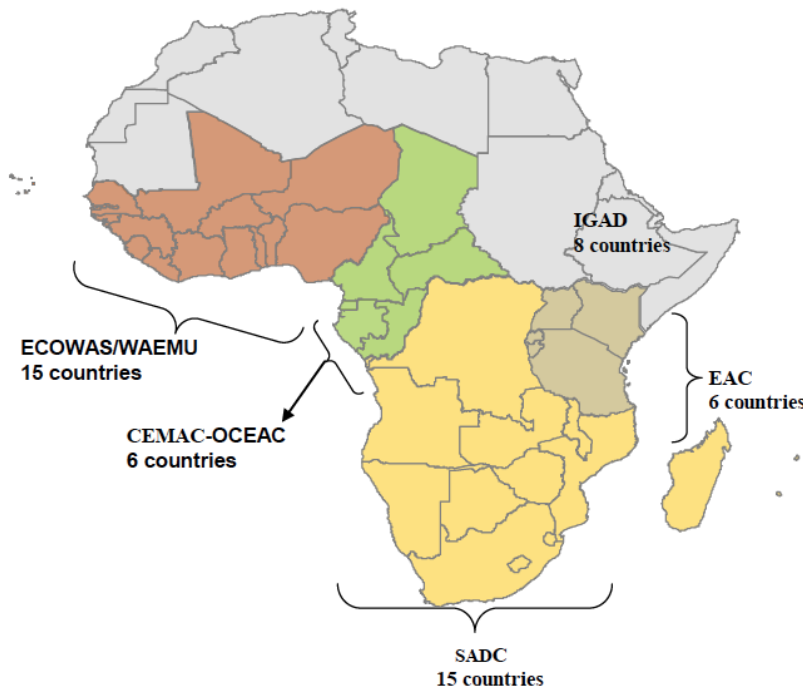 IGAD
8 countries
ECOWAS/WAEMU
15 countries
EAC
6 countries
CEMAC-OCEAC
6 countries
SADC
15 countries